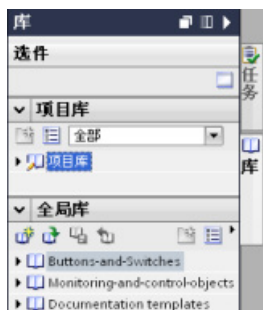 库
选件
任务
项目库
全部
项目库
库
全局库
Buttons-and-Switches
Monitoring-and-control-objects
Documentation templates